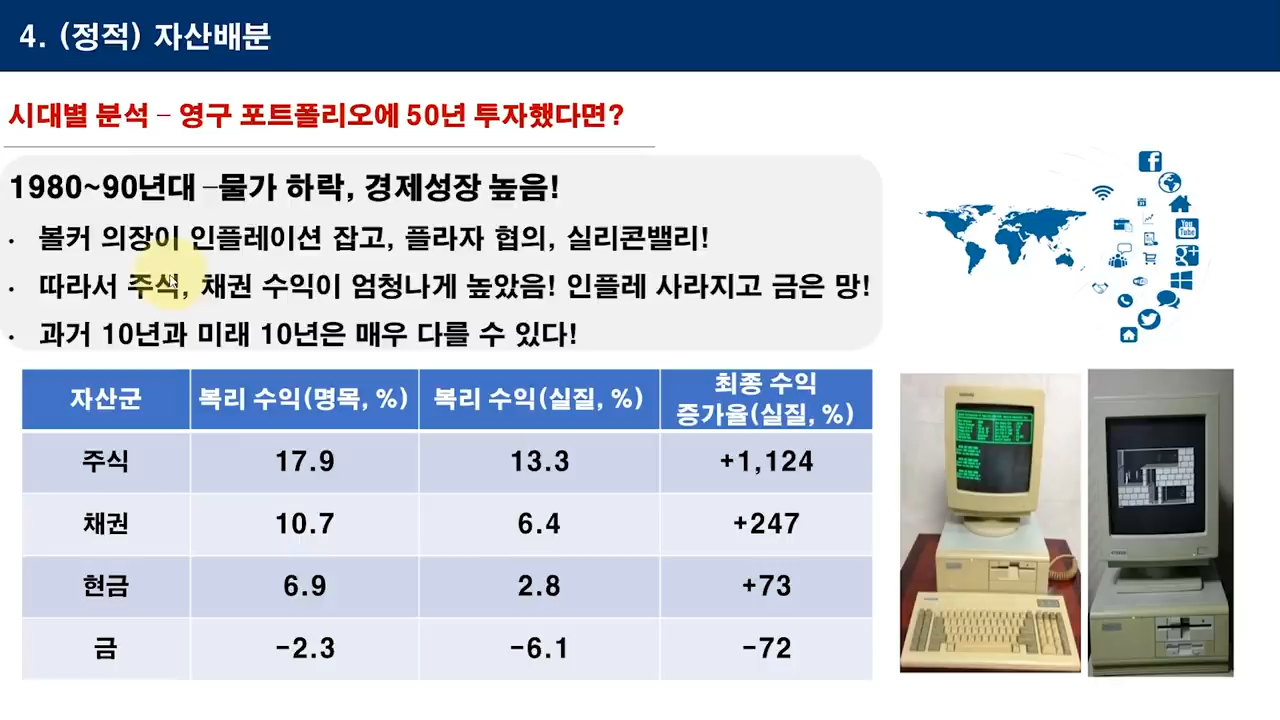 4. (정적) 자산배분
시대별 분석 – 영구 포트폴리오에 50년 투자했다면?
1980~90년대 –물가 하락, 경제성장 높음!
• 볼커 의장이 인플레이션 잡고, 플라자 협의, 실리콘밸리!
• 따라서 주식, 채권 수익이 엄청나게 높았음! 인플레 사라지고 금은 망!
• 과거 10년과 미래 10년은 매우 다를 수 있다!
자산군 복리 수익(명목, %) 복리 수익(실질, %) 최종 수익
증가율(실질, %)
주식 17.9 13.3 +1,124
채권 10.7 6.4 +247
현금 6.9 2.8 +73
금 -2.3 -6.1 -72
You
Tube